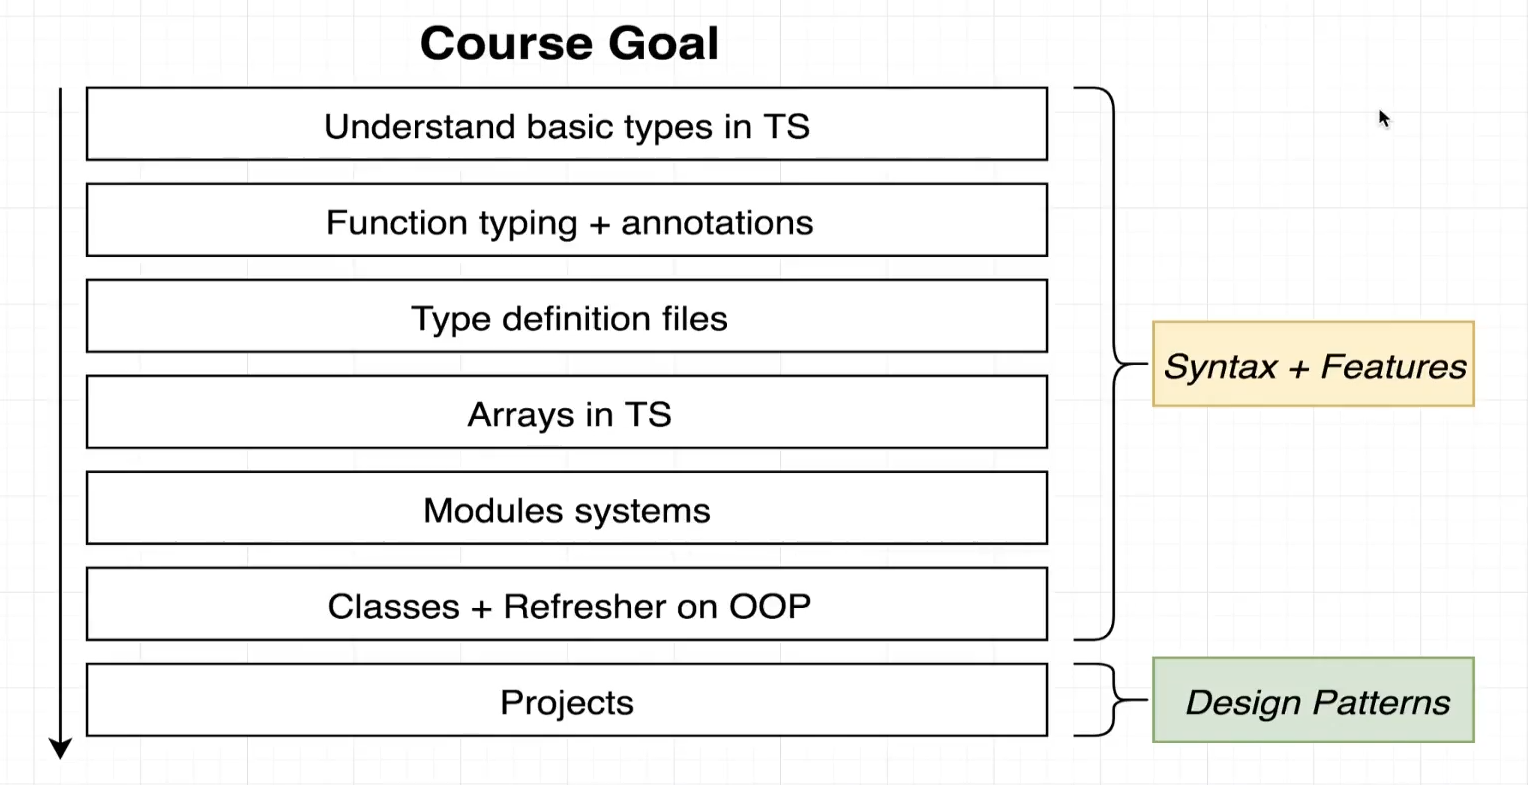 Course Goal
Understand basic types in TS
Function typing + annotations
Type definition files
Arrays in TS
Modules systems
Classes + Refresher on OOP
Projects
Syntax + Features
Design Patterns